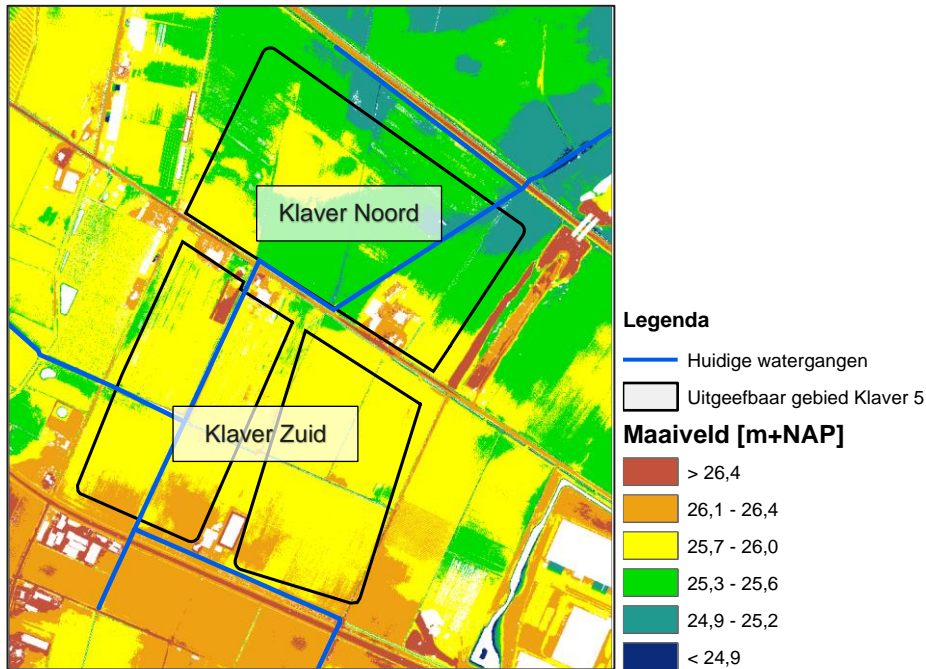 Klaver Noord
Klaver Zuid
Legenda
Huidige watergangen
Uitgeefbaar gebied Klaver 5
Maaiveld [m+NAP]
> 26,4
26,1 - 26,4
25,7 - 26,0
25,3 - 25,6
24,9 - 25,2
< 24,9